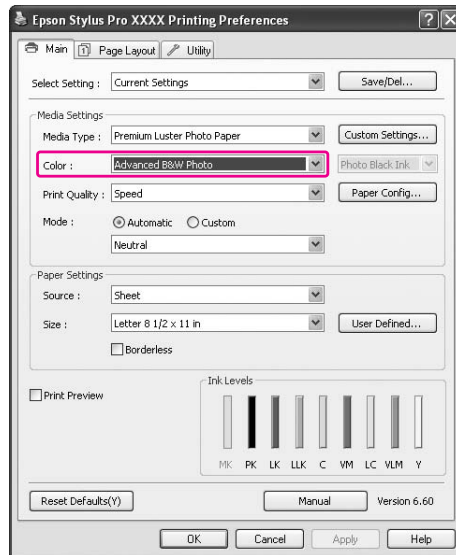 Epson Stylus Pro XXXX Printing Preferences
Main Page Layout Utility
Select Setting : Current Settings Save/Del...
Media Settings
Media Type : Premium Luster Photo Paper Custom Settings...
Color : Advanced B&W Photo Photo Black Ink
Print Quality : Speed Paper Config...
Mode : Automatic Custom
Neutral
Paper Settings
Source : Sheet
Size : Letter 8 1/2 x 11 in User Defined...
Borderless
Print Preview
Ink Levels
MK PK LK LLK C VM LC VLM Y
Reset Defaults(Y) Manual Version 6.60
OK Cancel Apply Help